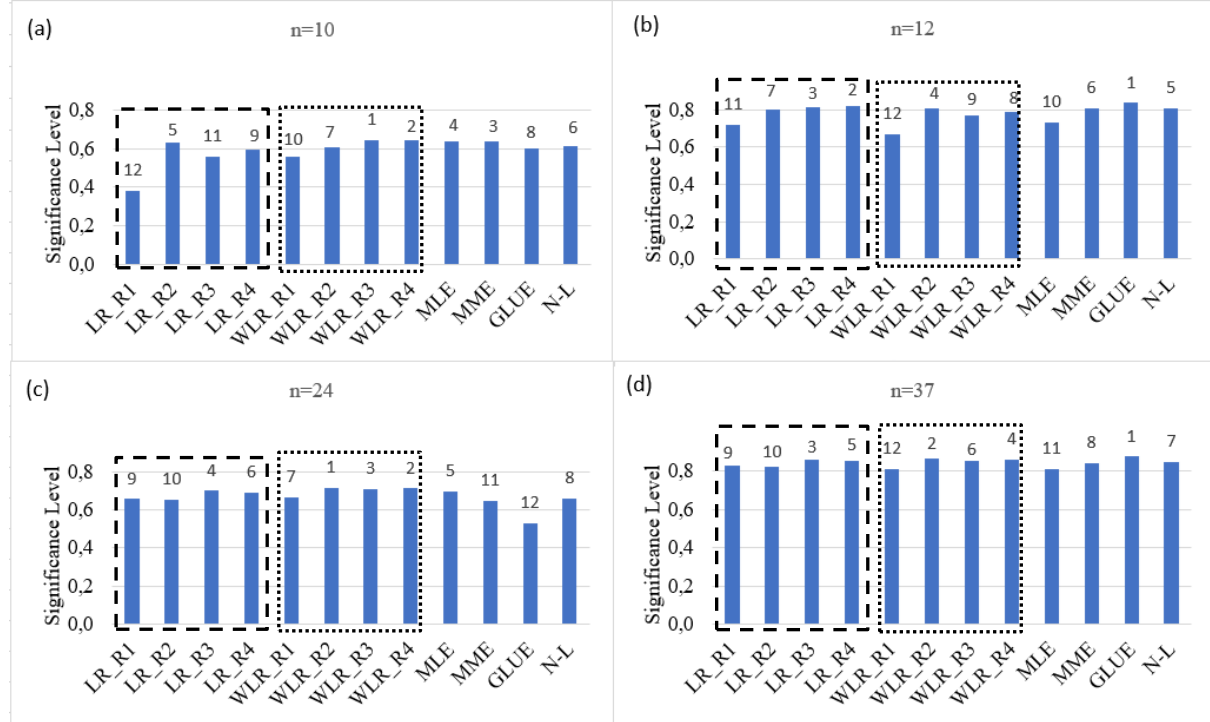 (a)
n=10
Significance Level
0,8
0,6
0,4
0,2
0,0
12
5
11
9
10
7
1
2
4
3
8
6
LR_R1
LR_R2
LR_R3
LR_R4
WLR_R1
WLR_R2
WLR_R3
WLR_R4
MLE
MME
GLUE
N-L
(b)
n=12
Significance Level
0,8
0,6
0,4
0,2
0,0
11
7
3
2
12
4
9
8
10
6
1
5
LR_R1
LR_R2
LR_R3
LR_R4
WLR_R1
WLR_R2
WLR_R3
WLR_R4
MLE
MME
GLUE
N-L
(c)
n=24
Significance Level
0,8
0,6
0,4
0,2
0,0
9
10
4
6
7
1
3
2
5
11
12
8
LR_R1
LR_R2
LR_R3
LR_R4
WLR_R1
WLR_R2
WLR_R3
WLR_R4
MLE
MME
GLUE
N-L
(d)
n=37
Significance Level
0,8
0,6
0,4
0,2
0,0
9
10
3
5
12
2
6
4
11
8
1
7
LR_R1
LR_R2
LR_R3
LR_R4
WLR_R1
WLR_R2
WLR_R3
WLR_R4
MLE
MME
GLUE
N-L